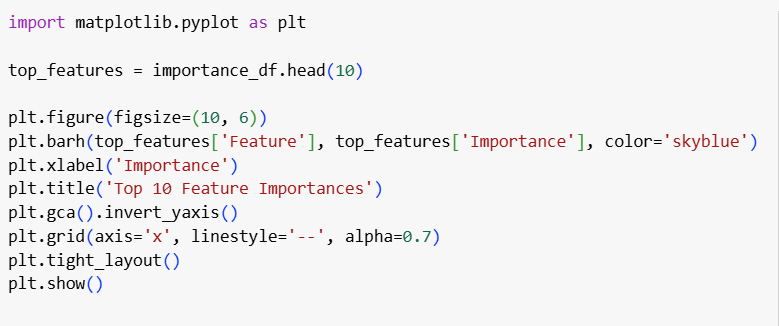 import matplotlib.pyplot as plt
top_features = importance_df.head(10)
plt.figure(figsize=(10, 6))
plt.barh(top_features['Feature'], top_features['Importance'], color='skyblue')
plt.xlabel('Importance')
plt.title('Top 10 Feature Importances')
plt.gca().invert_yaxis()
plt.grid(axis='x', linestyle='--', alpha=0.7)
plt.tight_layout()
plt.show()